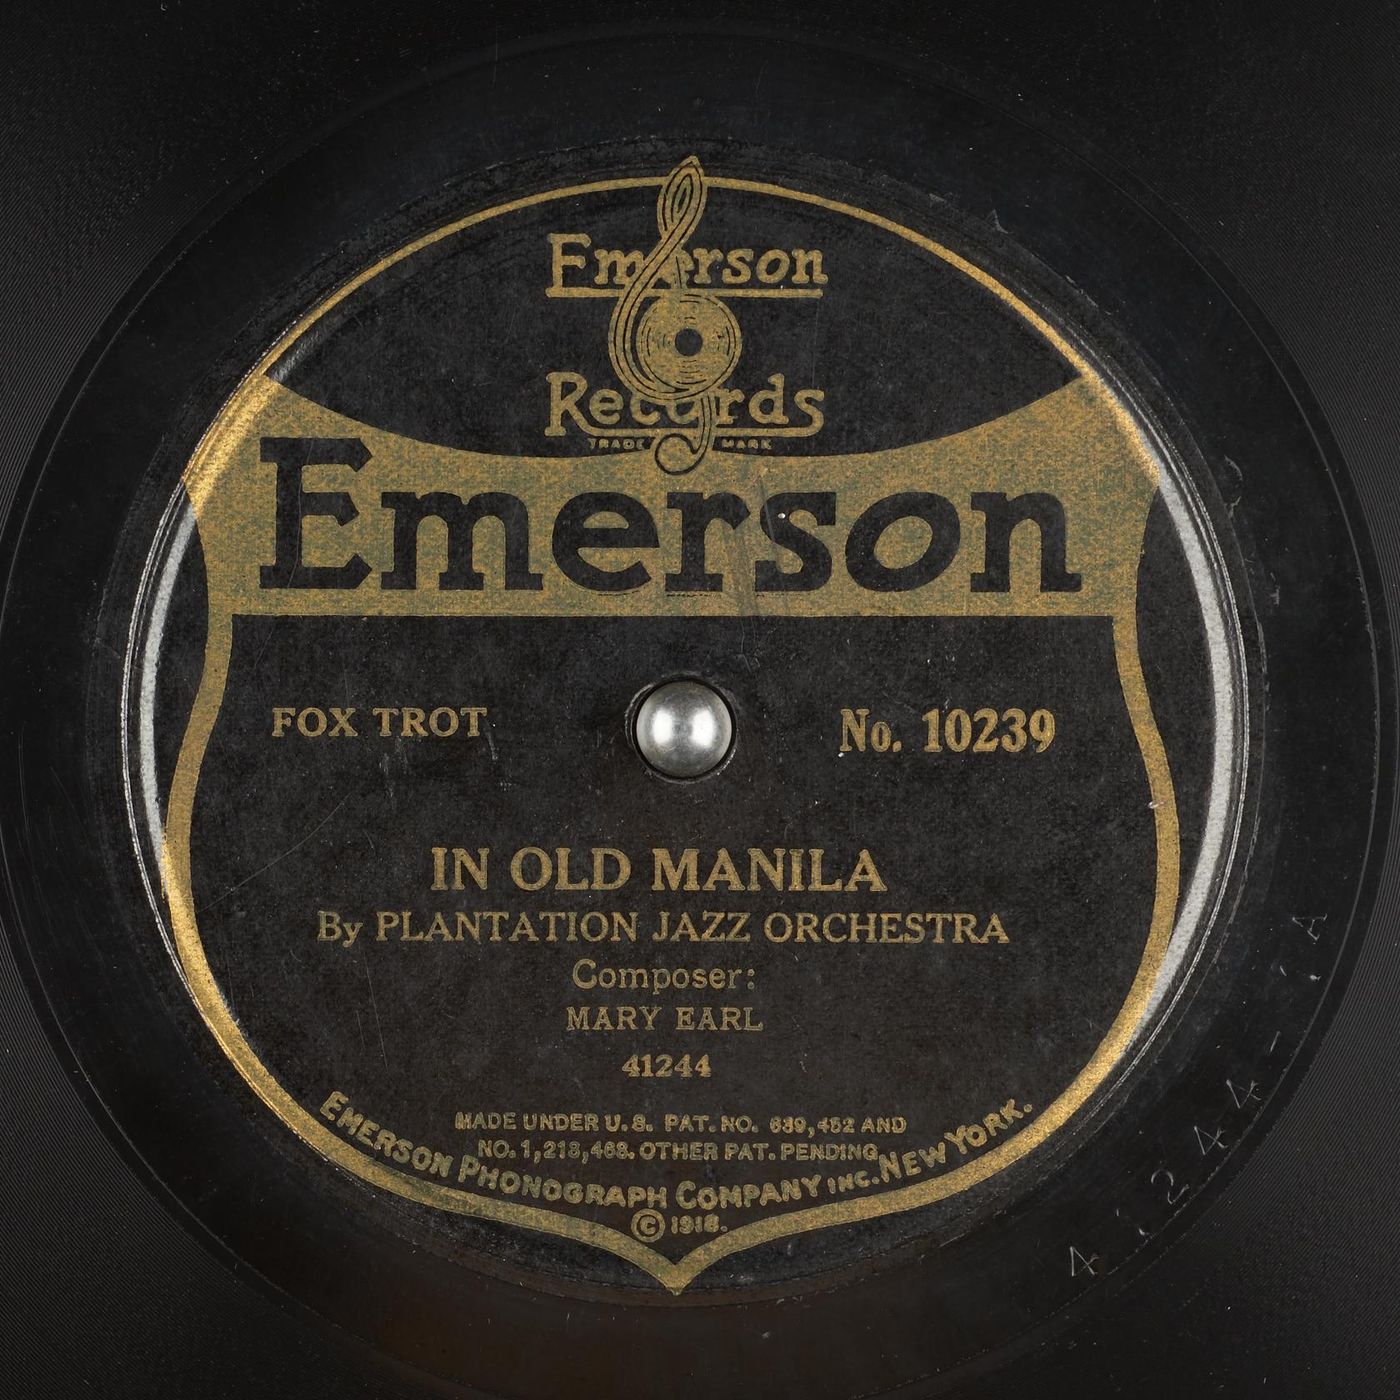 Emerson
Records
TRADE MARK
Emerson
FOX TROT
No. 10239
IN OLD MANILA
By PLANTATION JAZZ ORCHESTRA
Composer:
MARY EARL
41244
MADE UNDER U.S. PAT. NO. 639,452 AND
NO. 1,213,468. OTHER PAT. PENDING.
EMERSON PHONOGRAPH COMPANY INC. NEW YORK.
© 1918.
41244-1A